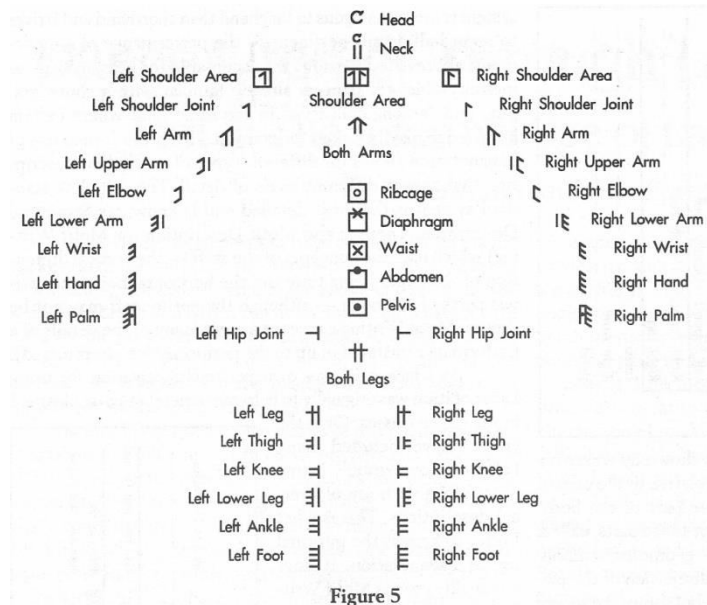 Head
Neck
Left Shoulder Area Right Shoulder Area
Shoulder Area
Left Shoulder Joint Right Shoulder Joint
Left Arm Right Arm
Both Arms
Left Upper Arm Right Upper Arm
Left Elbow Ribcage Right Elbow
Left Lower Arm Diaphragm Right Lower Arm
Left Wrist Waist Right Wrist
Left Hand Abdomen Right Hand
Left Palm Pelvis Right Palm
Left Hip Joint Right Hip Joint
Both Legs
Left Leg Right Leg
Left Thigh Right Thigh
Left Knee Right Knee
Left Lower Leg Right Lower Leg
Left Ankle Right Ankle
Left Foot Right Foot
Figure 5